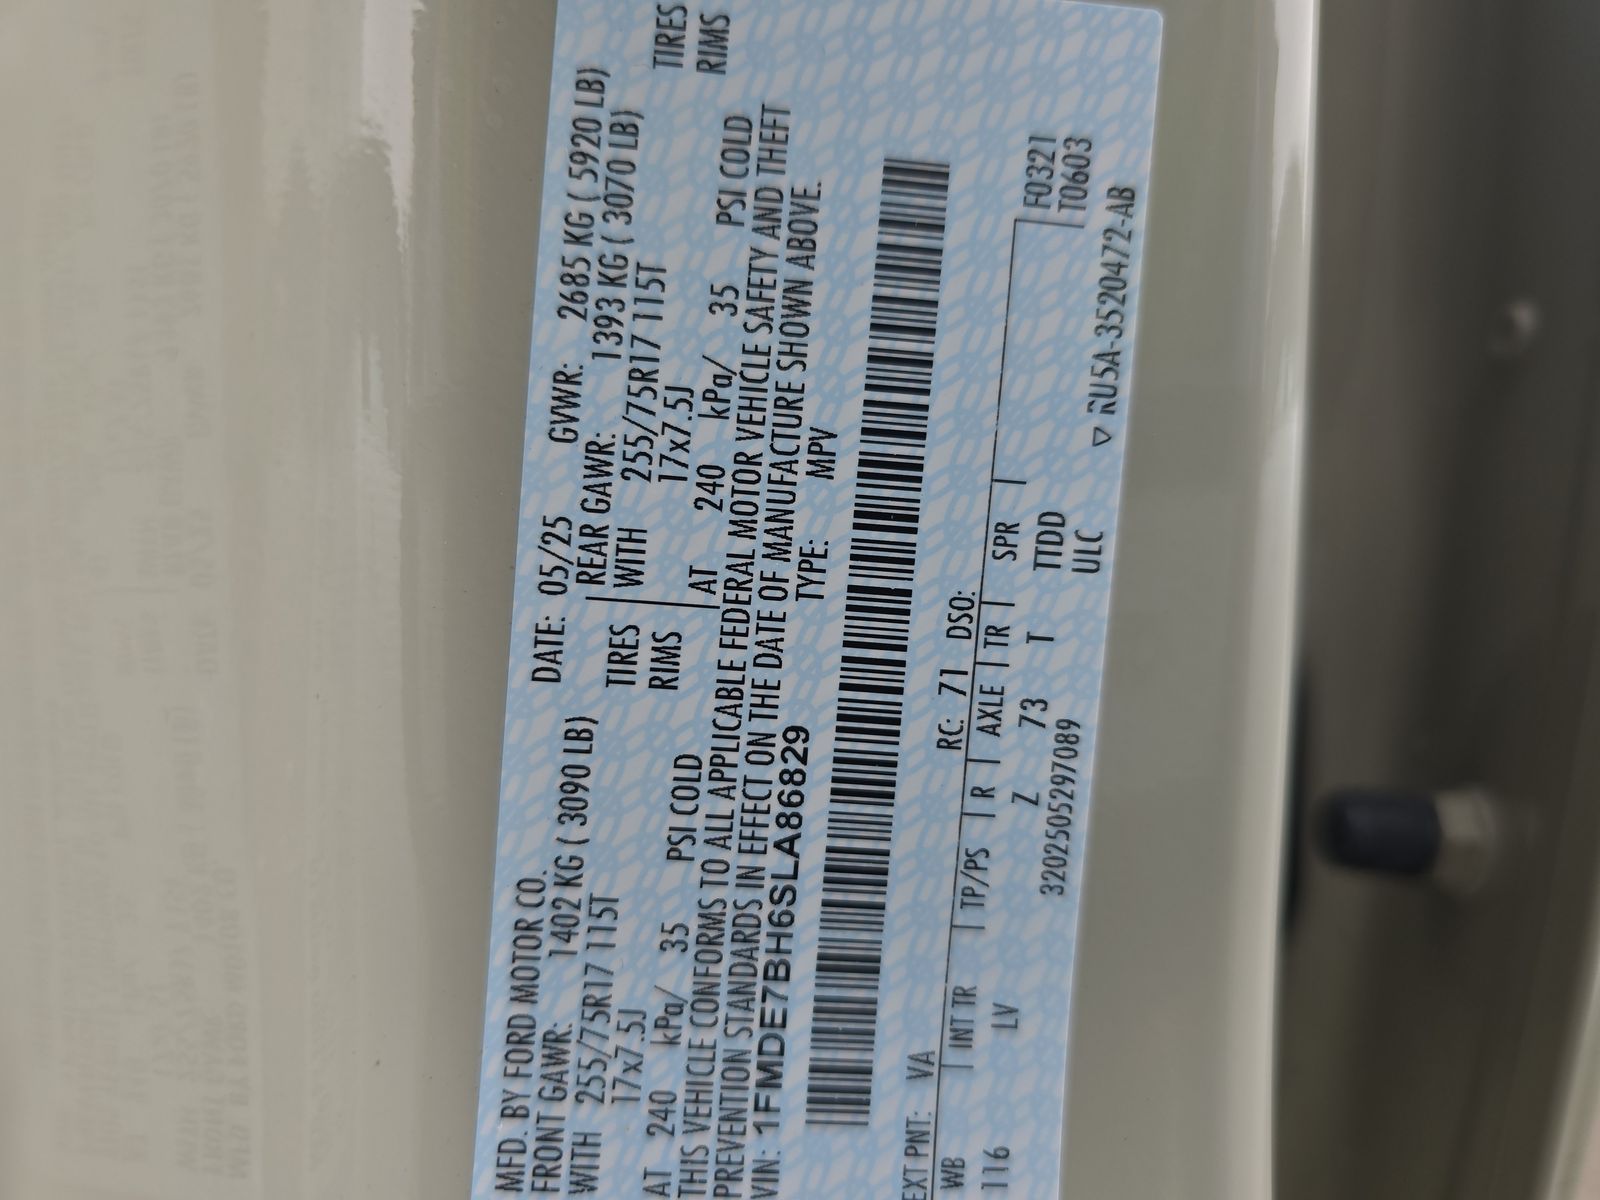 MFD. BY FORD MOTOR CO.
DATE: 05/25 GVWR: 2685 KG ( 5920 LB)
FRONT GAWR: 1402 KG ( 3090 LB) REAR GAWR: 1393 KG ( 3070 LB)
WITH 255/75R17 115T TIRES WITH 255/75R17 115T TIRES
17x7.5J RIMS 17x7.5J RIMS
AT 240 kPa/ 35 PSI COLD AT 240 kPa/ 35 PSI COLD
THIS VEHICLE CONFORMS TO ALL APPLICABLE FEDERAL MOTOR VEHICLE SAFETY AND THEFT
PREVENTION STANDARDS IN EFFECT ON THE DATE OF MANUFACTURE SHOWN ABOVE.
VIN: 1FMDE7BH6SLA86829 TYPE: MPV
EXT PNT: VA RC: 71 DSO:
WB | INT TR | TP/PS | R | AXLE | TR | SPR |
F0321
116 LV Z Z 73 T TTDD
T0603
320250529​7089 ULC
▽ RU5A-3520472-AB